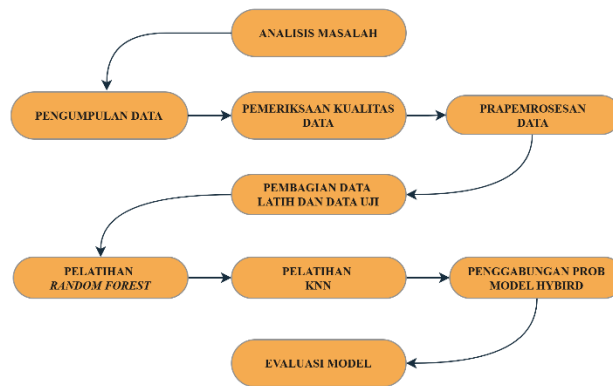 ANALISIS MASALAH
PENGUMPULAN DATA
PEMERIKSAAN KUALITAS
DATA
PRAPEMROSESAN
DATA
PEMBAGIAN DATA
LATIH DAN DATA UJI
PELATIHAN
RANDOM FOREST
PELATIHAN
KNN
PENGGABUNGAN PROB
MODEL HYBIRD
EVALUASI MODEL